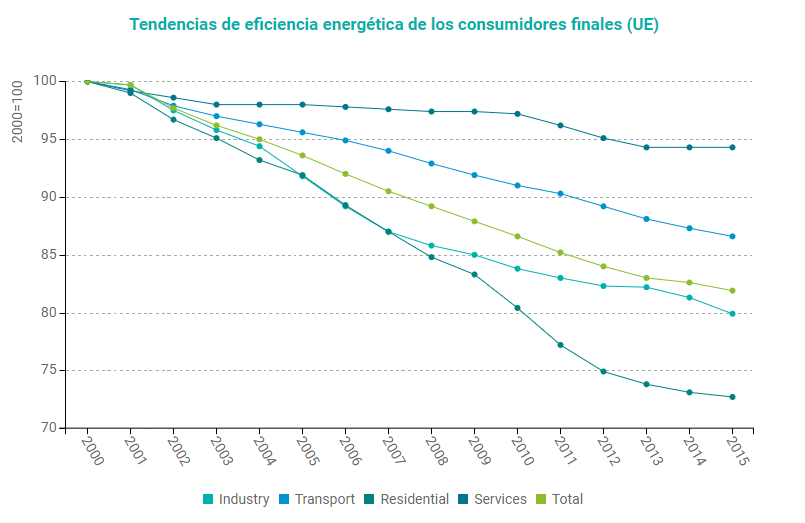 Tendencias de eficiencia energética de los consumidores finales (UE)
2000=100
100
95
90
85
80
75
70
2000 2001 2002 2003 2004 2005 2006 2007 2008 2009 2010 2011 2012 2013 2014 2015
Industry Transport Residential Services Total